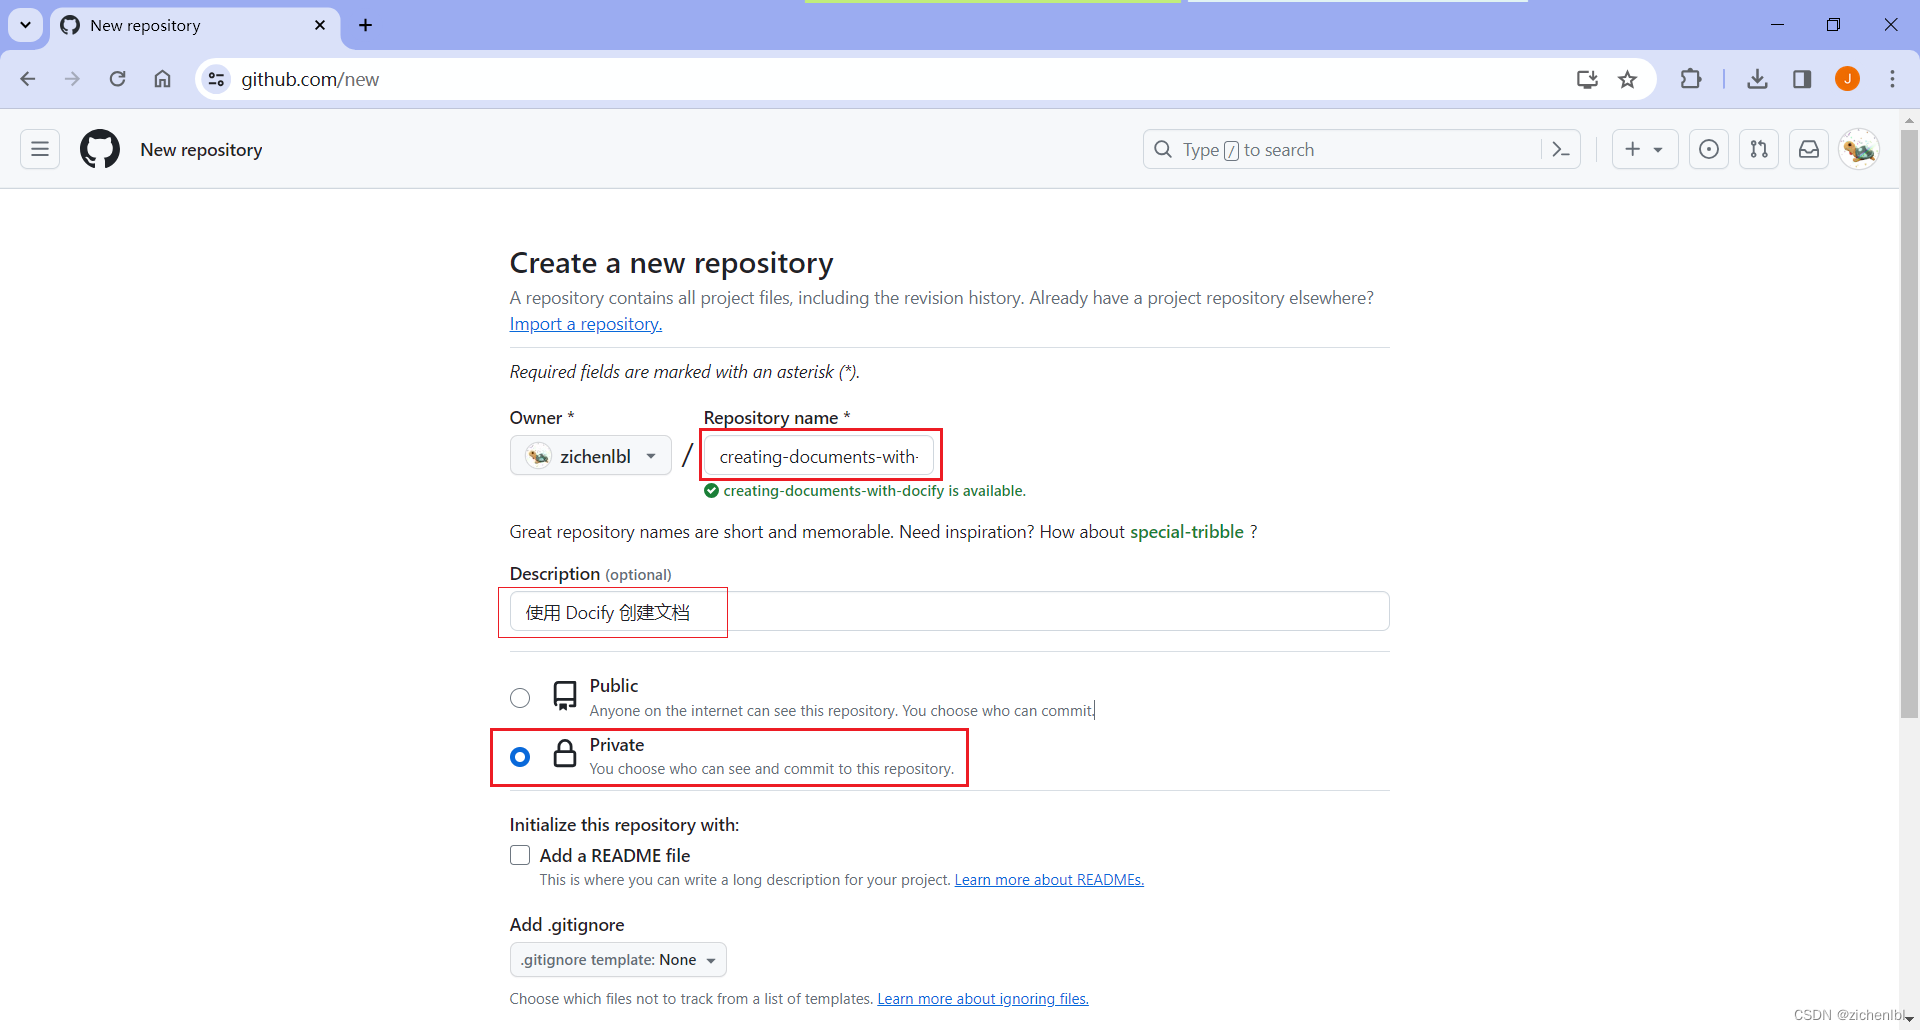 New repository
github.com/new
J
New repository
Type / to search
Create a new repository
A repository contains all project files, including the revision history. Already have a project repository elsewhere?
Import a repository.
Required fields are marked with an asterisk (*).
Owner *
Repository name *
zichenlbl
/
creating-documents-with-
creating-documents-with-docify is available.
Great repository names are short and memorable. Need inspiration? How about special-tribble ?
Description (optional)
使用 Docify 创建文档
Public
Anyone on the internet can see this repository. You choose who can commit.
Private
You choose who can see and commit to this repository.
Initialize this repository with:
Add a README file
This is where you can write a long description for your project. Learn more about READMEs.
Add .gitignore
.gitignore template: None
Choose which files not to track from a list of templates. Learn more about ignoring files.
CSDN @zichenlbl